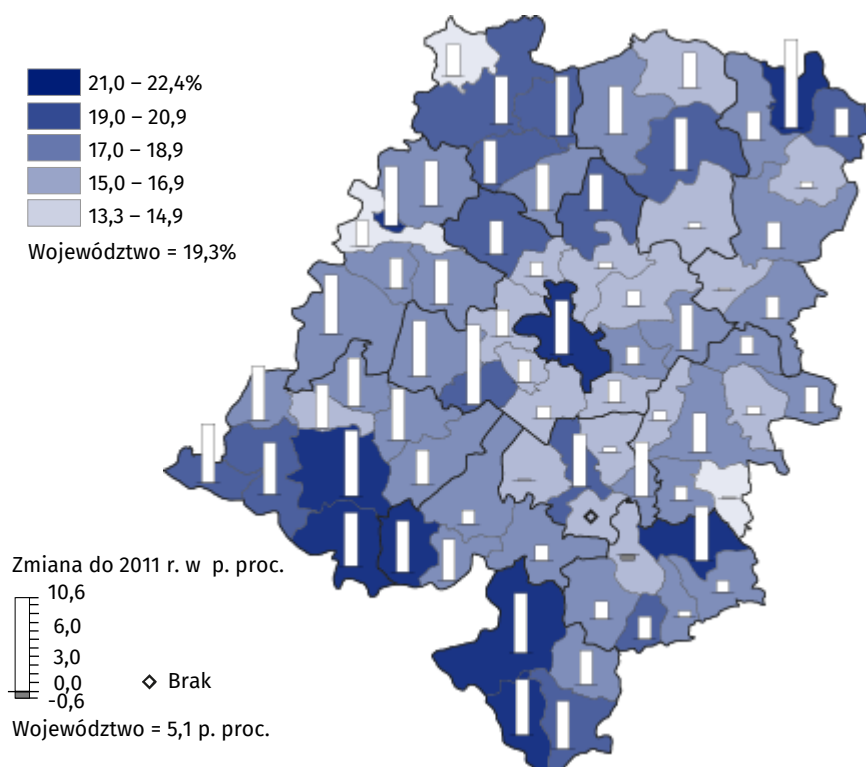 21,0 – 22,4%
19,0 – 20,9
17,0 – 18,9
15,0 – 16,9
13,3 – 14,9
Województwo = 19,3%
Zmiana do 2011 r. w p. proc.
10,6
6,0
3,0
0,0
-0,6
Brak
Województwo = 5,1 p. proc.